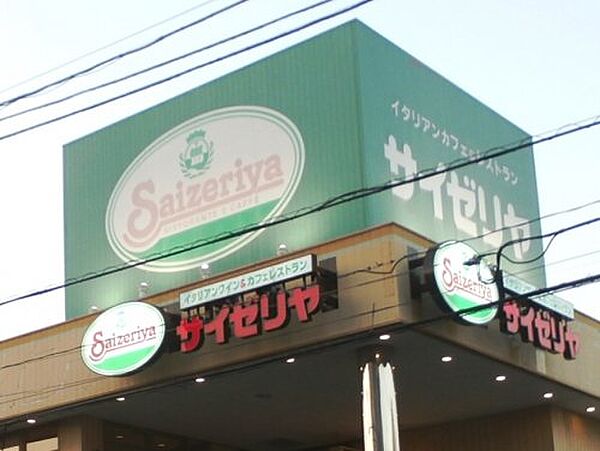 Saizeriya
RISTORANTE E CAFFÈ
イタリアンカフェ&レストラン
サイゼリヤ
Saizeriya
イタリアンワイン&カフェレストラン
サイゼリヤ
Saizeriya
サイゼリヤ